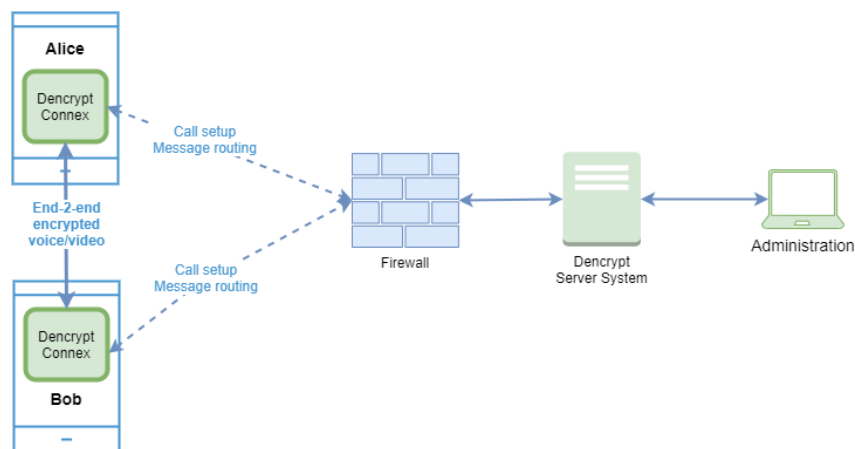 Alice
Dencrypt
Connex
Call setup
Message routing
End-2-end
encrypted
voice/video
Firewall
Dencrypt
Server System
Administration
Call setup
Message routing
Dencrypt
Connex
Bob